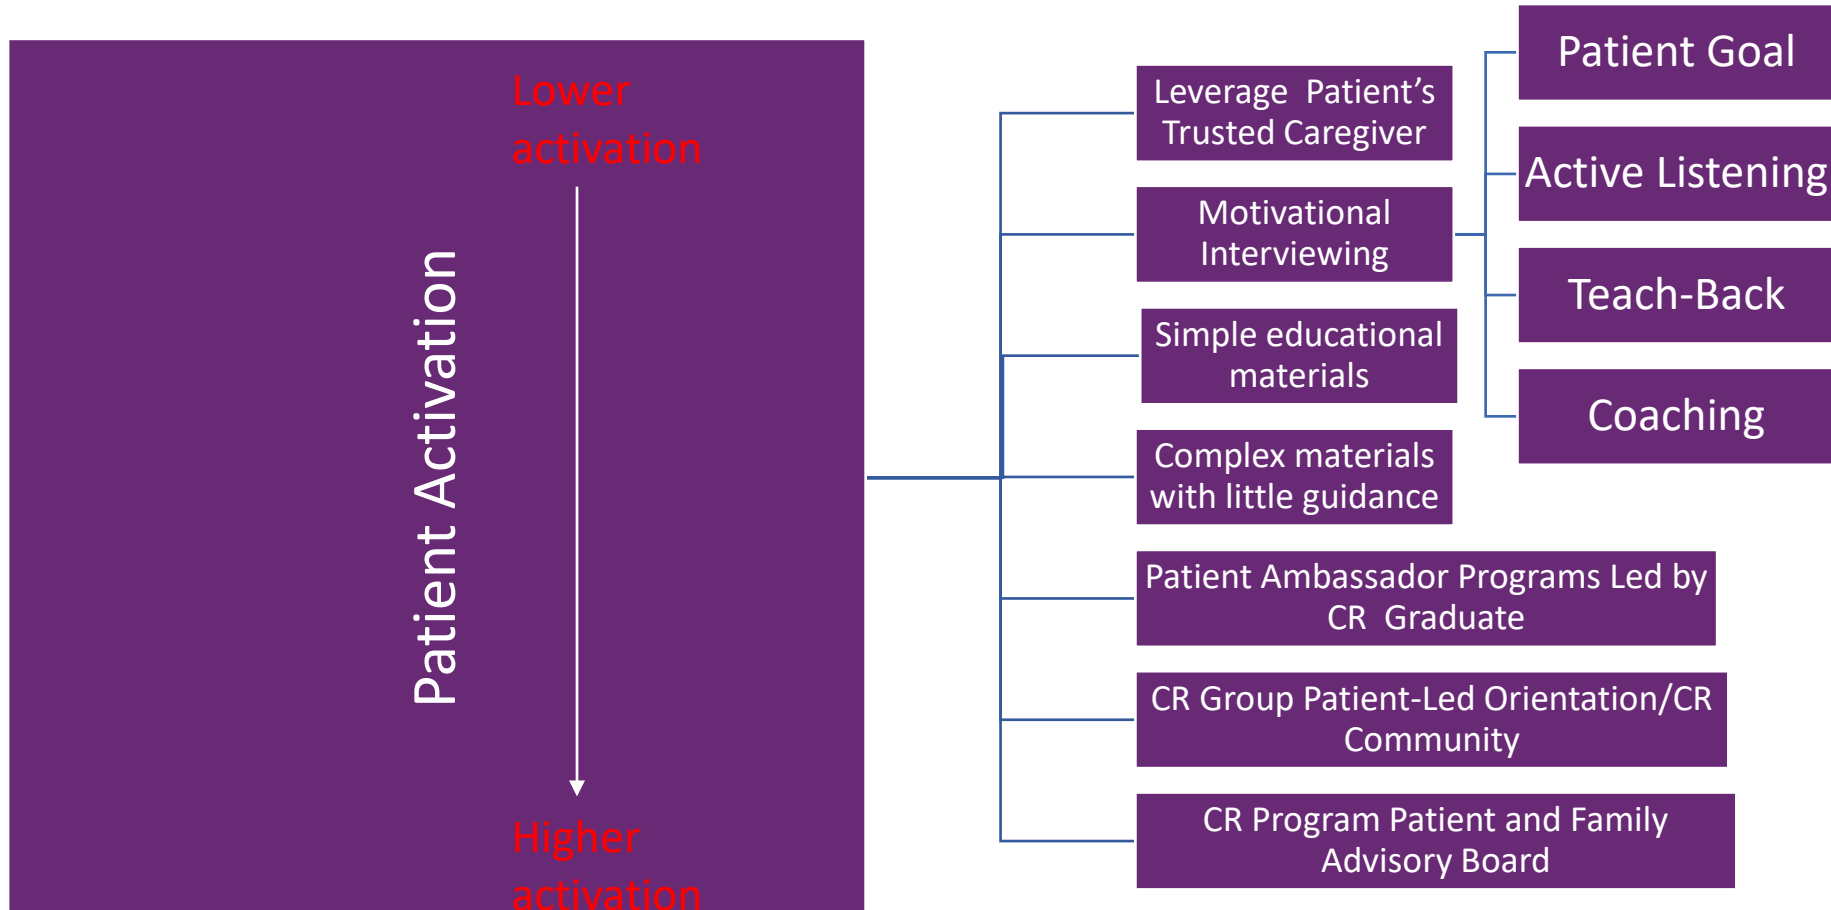 Lower
activation
Patient Activation
Higher
activation
Leverage  Patient’s
Trusted Caregiver
Motivational
Interviewing
Simple educational
materials
Complex materials
with little guidance
Patient Ambassador Programs Led by
CR  Graduate
CR Group Patient-Led Orientation/CR
Community
CR Program Patient and Family
Advisory Board
Patient Goal
Active Listening
Teach-Back
Coaching